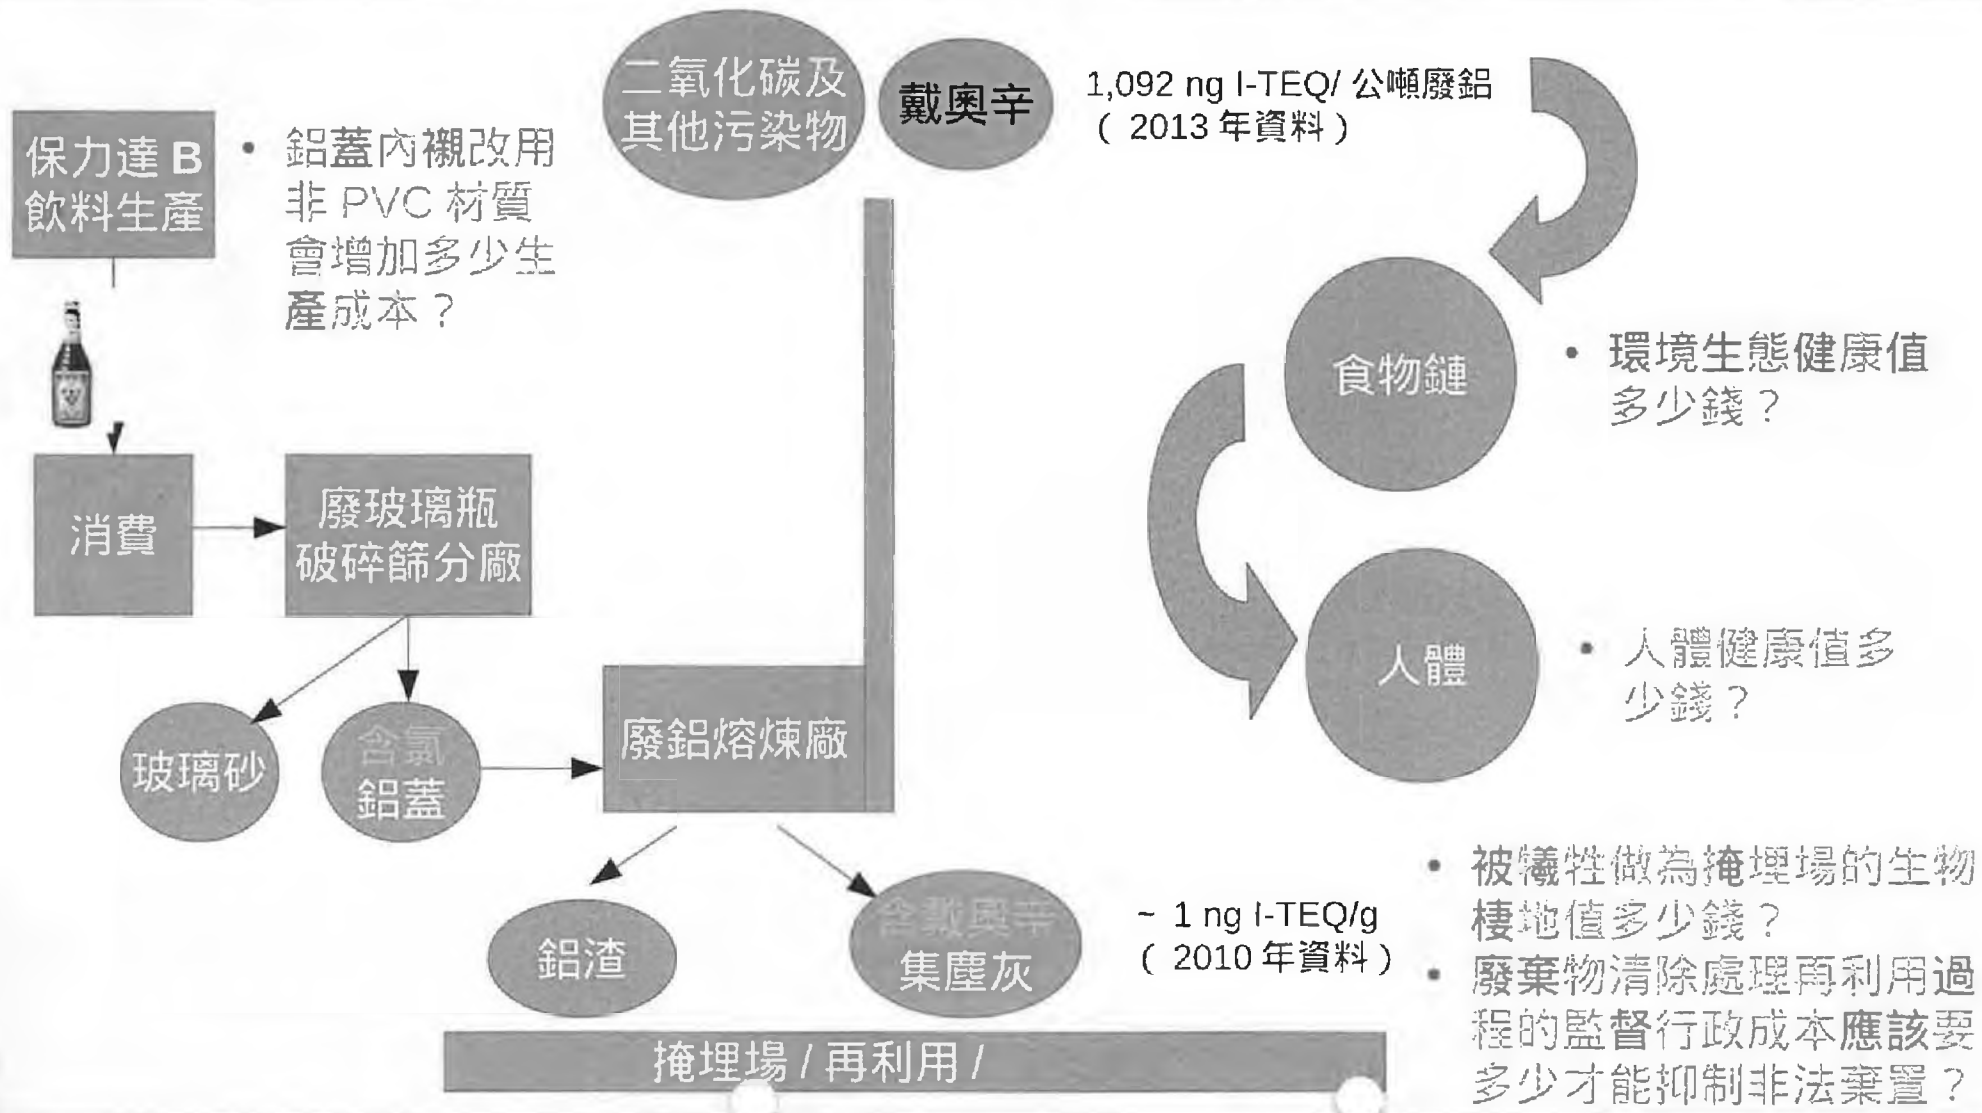 二氧化碳及
其他污染物
戴奧辛
1,092 ng I-TEQ/ 公噸廢鋁
( 2013 年資料 )
保力達 B
飲料生產
• 鋁蓋內襯改用
非 PVC 材質
會增加多少生
產成本？
食物鏈
• 環境生態健康值
多少錢？
消費
廢玻璃瓶
破碎篩分廠
人體
• 人體健康值多
少錢？
玻璃砂
含氯
鋁蓋
廢鋁熔煉廠
鋁渣
含戴奧辛
集塵灰
~ 1 ng I-TEQ/g
( 2010 年資料 )
• 被犧牲做為掩埋場的生物
棲地值多少錢？
• 廢棄物清除處理再利用過
程的監督行政成本應該要
多少才能抑制非法棄置？
掩埋場 / 再利用 /